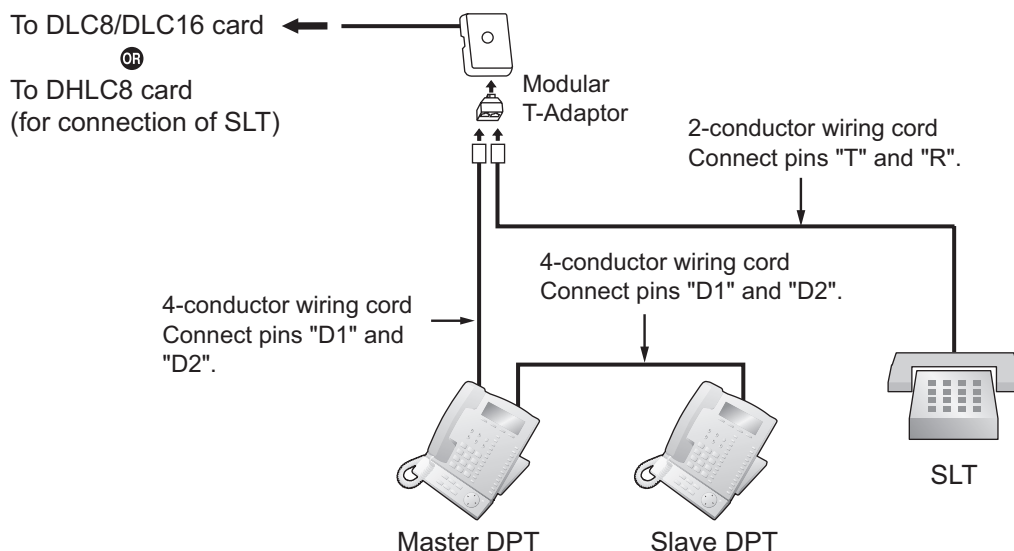 To DLC8/DLC16 card
OR
To DHLC8 card
(for connection of SLT)
Modular
T-Adaptor
2-conductor wiring cord
Connect pins "T" and "R".
4-conductor wiring cord
Connect pins "D1" and "D2".
4-conductor wiring cord
Connect pins "D1" and
"D2".
SLT
Master DPT
Slave DPT